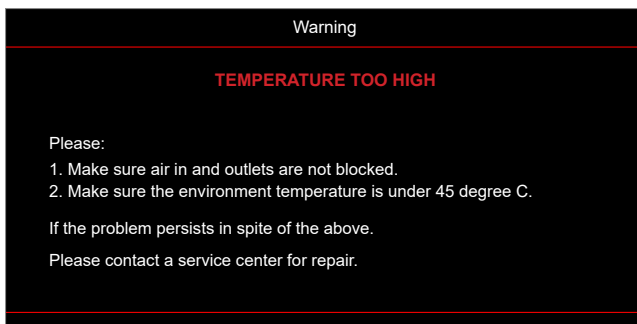 Warning
TEMPERATURE TOO HIGH
Please:
1. Make sure air in and outlets are not blocked.
2. Make sure the environment temperature is under 45 degree C.
If the problem persists in spite of the above.
Please contact a service center for repair.